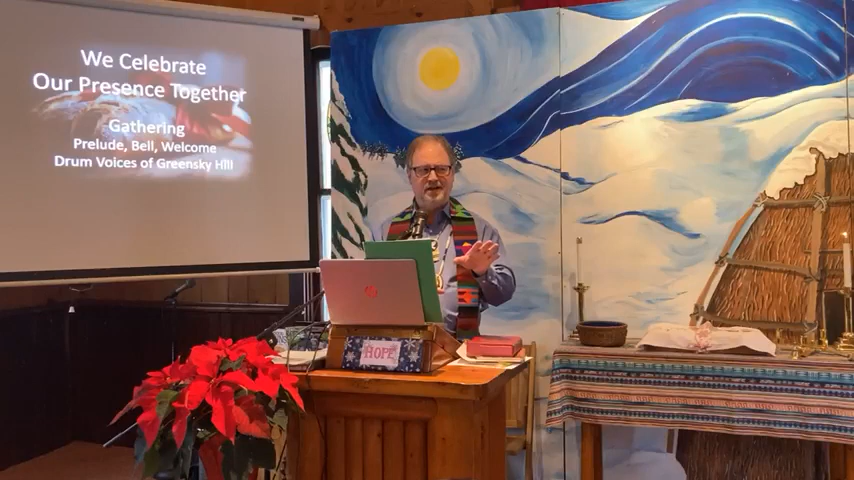 We Celebrate
Our Presence Together
Gathering
Prelude, Bell, Welcome
Drum Voices of Greensky Hill
HOPE